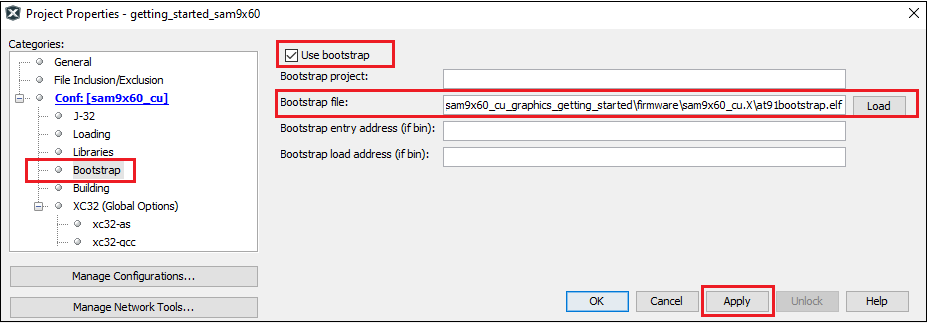 Project Properties - getting_started_sam9x60
Categories:
General
File Inclusion/Exclusion
Conf: [sam9x60_cu]
J-32
Loading
Libraries
Bootstrap
Building
XC32 (Global Options)
xc32-as
xc32-gcc
Manage Configurations...
Manage Network Tools...
Use bootstrap
Bootstrap project:
Bootstrap file: sam9x60_cu_graphics_getting_started\firmware\sam9x60_cu.X\at91bootstrap.elf Load
Bootstrap entry address (if bin):
Bootstrap load address (if bin):
OK Cancel Apply Unlock Help